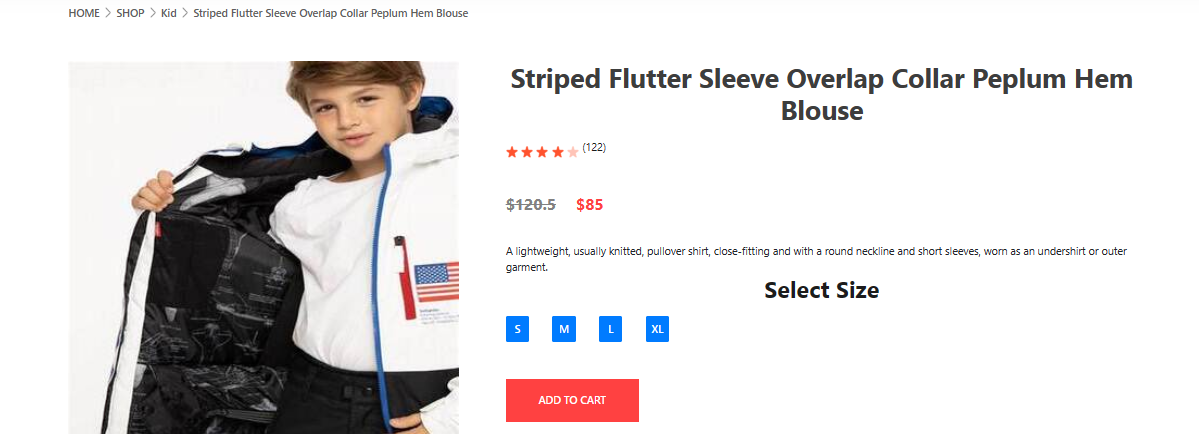 HOME > SHOP > Kid > Striped Flutter Sleeve Overlap Collar Peplum Hem Blouse
Striped Flutter Sleeve Overlap Collar Peplum Hem
Blouse
(122)
$120.5 $85
A lightweight, usually knitted, pullover shirt, close-fitting and with a round neckline and short sleeves, worn as an undershirt or outer
garment.
Select Size
S M L XL
ADD TO CART